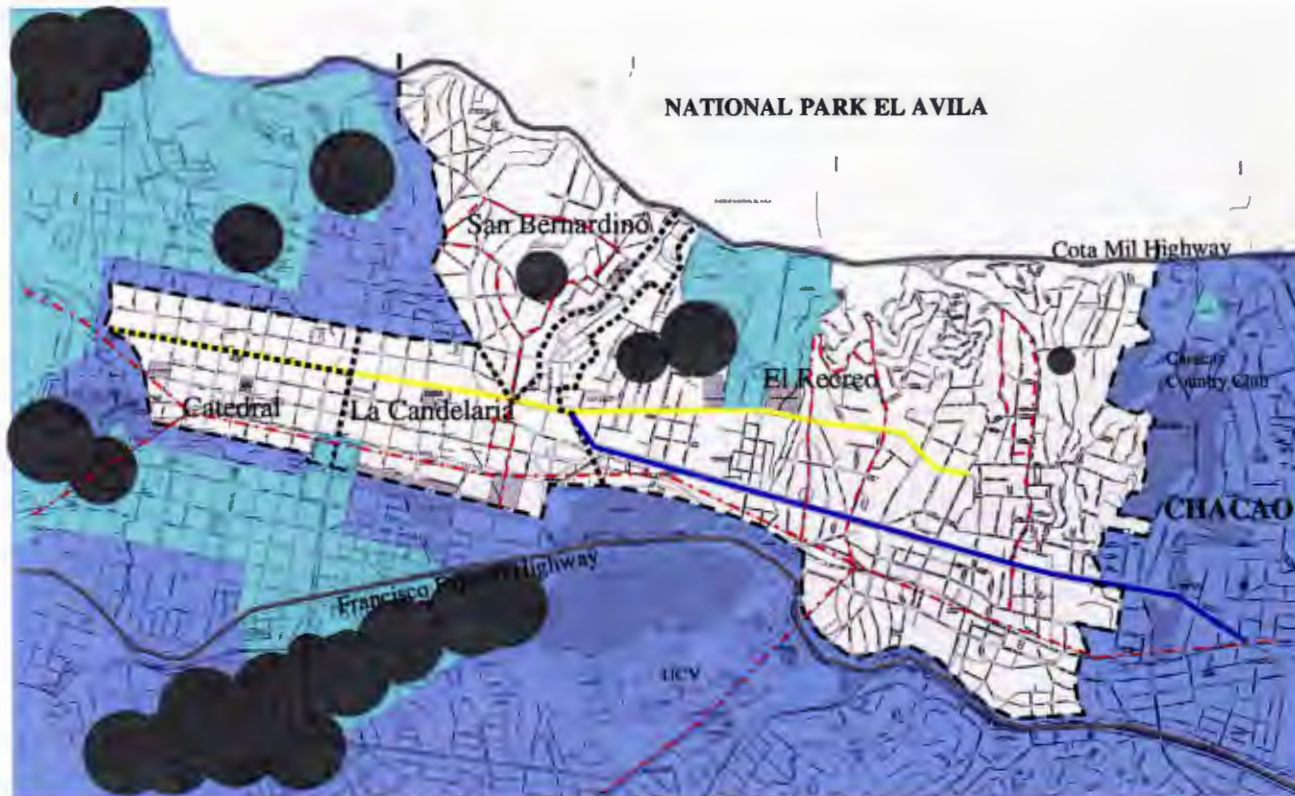 NATIONAL PARK EL AVILA
San Bernardino
Cota Mil Highway
Caracas
Country Club
El Recreo
Catedral
La Candelaria
CHACAO
Francisco
Highway
UCV